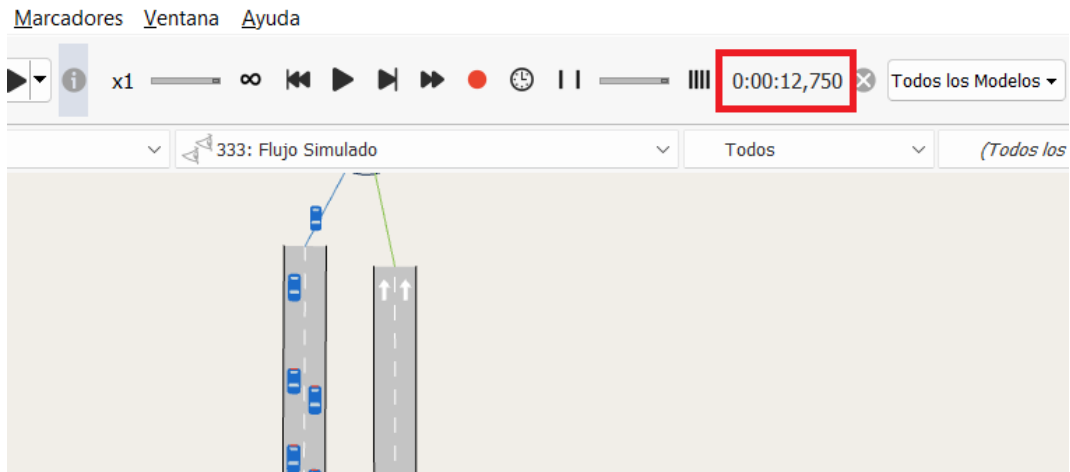 Marcadores Ventana Ayuda
x1 ∞ 0:00:12,750 Todos los Modelos
333: Flujo Simulado Todos (Todos los